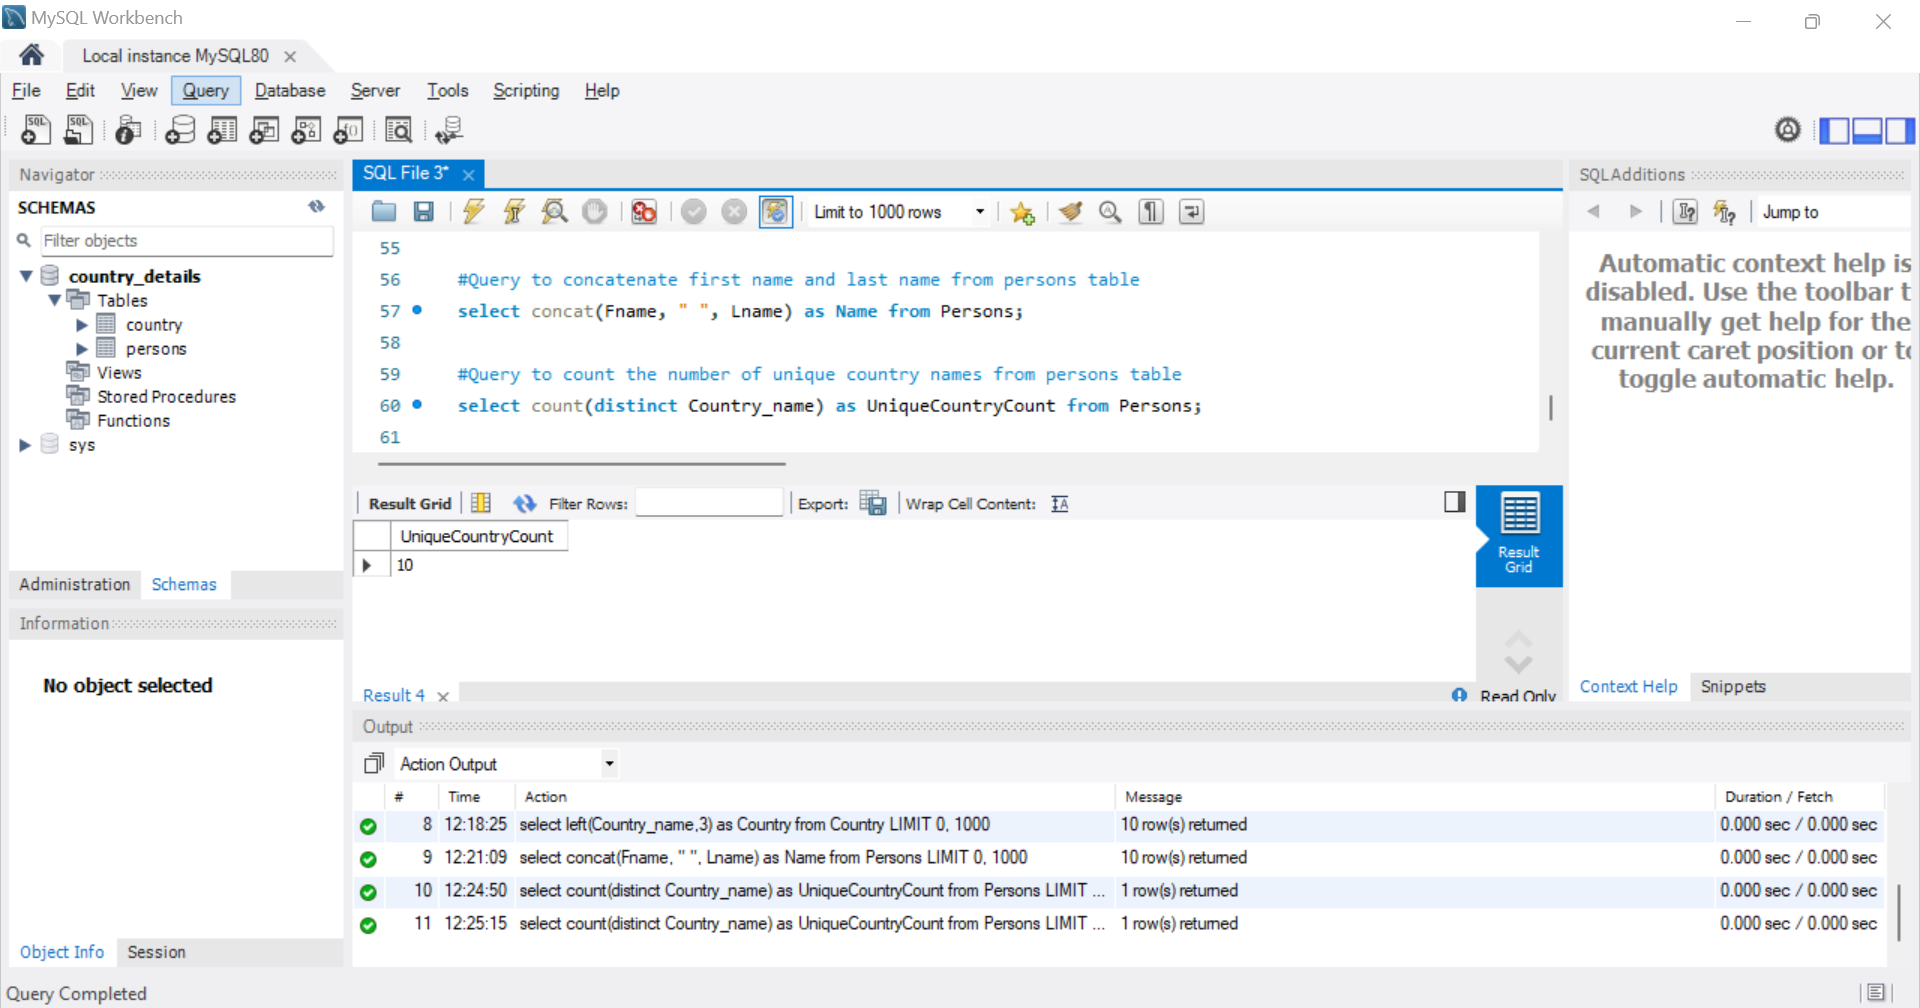 MySQL Workbench
Local instance MySQL80
File Edit View Query Database Server Tools Scripting Help
Navigator
SCHEMAS
Filter objects
country_details
Tables
country
persons
Views
Stored Procedures
Functions
sys
Administration Schemas
Information
No object selected
Object Info Session
SQL File 3*
Limit to 1000 rows
55
56 #Query to concatenate first name and last name from persons table
57 select concat(Fname, " ", Lname) as Name from Persons;
58
59 #Query to count the number of unique country names from persons table
60 select count(distinct Country_name) as UniqueCountryCount from Persons;
61
Result Grid Filter Rows: Export: Wrap Cell Content:
UniqueCountryCount
10
Result
Grid
Result 4
Read Only
SQLAdditions
Jump to
Automatic context help is
disabled. Use the toolbar t
manually get help for the
current caret position or to
toggle automatic help.
Context Help Snippets
Output
Action Output
# Time Action Message Duration / Fetch
8 12:18:25 select left(Country_name,3) as Country from Country LIMIT 0, 1000 10 row(s) returned 0.000 sec / 0.000 sec
9 12:21:09 select concat(Fname, " ", Lname) as Name from Persons LIMIT 0, 1000 10 row(s) returned 0.000 sec / 0.000 sec
10 12:24:50 select count(distinct Country_name) as UniqueCountryCount from Persons LIMIT ... 1 row(s) returned 0.000 sec / 0.000 sec
11 12:25:15 select count(distinct Country_name) as UniqueCountryCount from Persons LIMIT ... 1 row(s) returned 0.000 sec / 0.000 sec
Query Completed